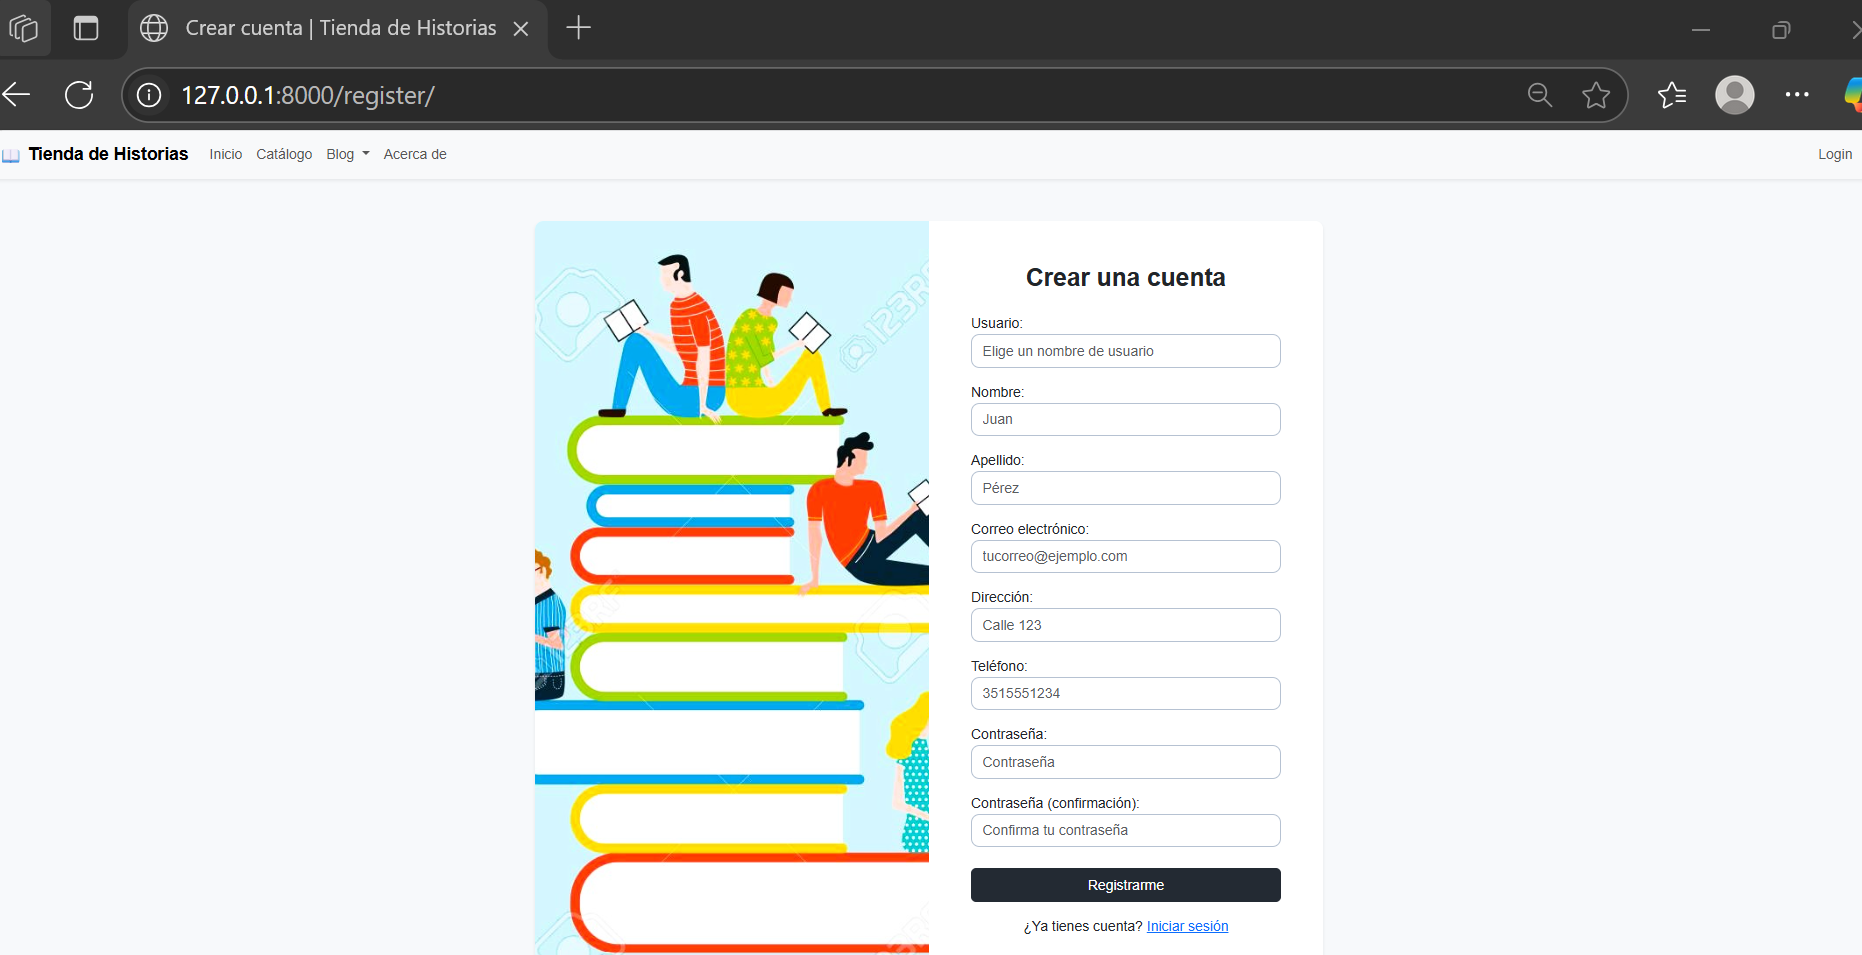 Crear cuenta | Tienda de Historias
127.0.0.1:8000/register/
Tienda de Historias Inicio Catálogo Blog Acerca de Login
123RF
Crear una cuenta
Usuario:
Elige un nombre de usuario
Nombre:
Juan
Apellido:
Pérez
Correo electrónico:
tucorreo@ejemplo.com
Dirección:
Calle 123
Teléfono:
3515551234
Contraseña:
Contraseña
Contraseña (confirmación):
Confirma tu contraseña
Registrarme
¿Ya tienes cuenta? Iniciar sesión